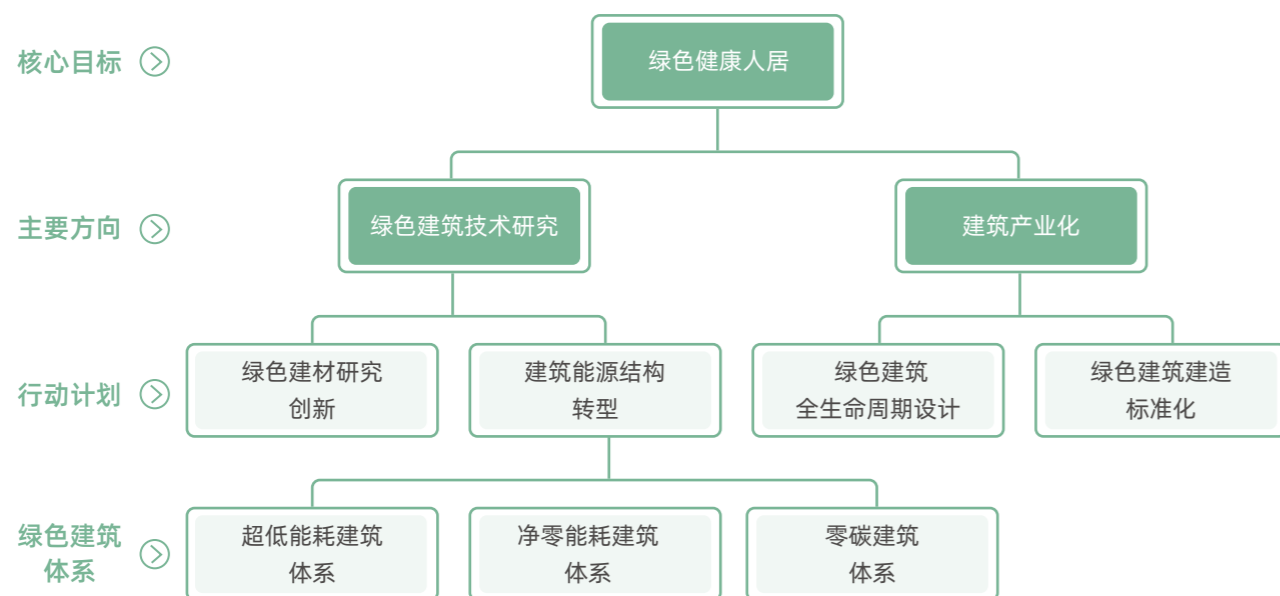 核心目标
绿色健康人居
主要方向
绿色建筑技术研究
建筑产业化
行动计划
绿色建材研究
创新
建筑能源结构
转型
绿色建筑
全生命周期设计
绿色建筑建造
标准化
绿色建筑
体系
超低能耗建筑
体系
净零能耗建筑
体系
零碳建筑
体系